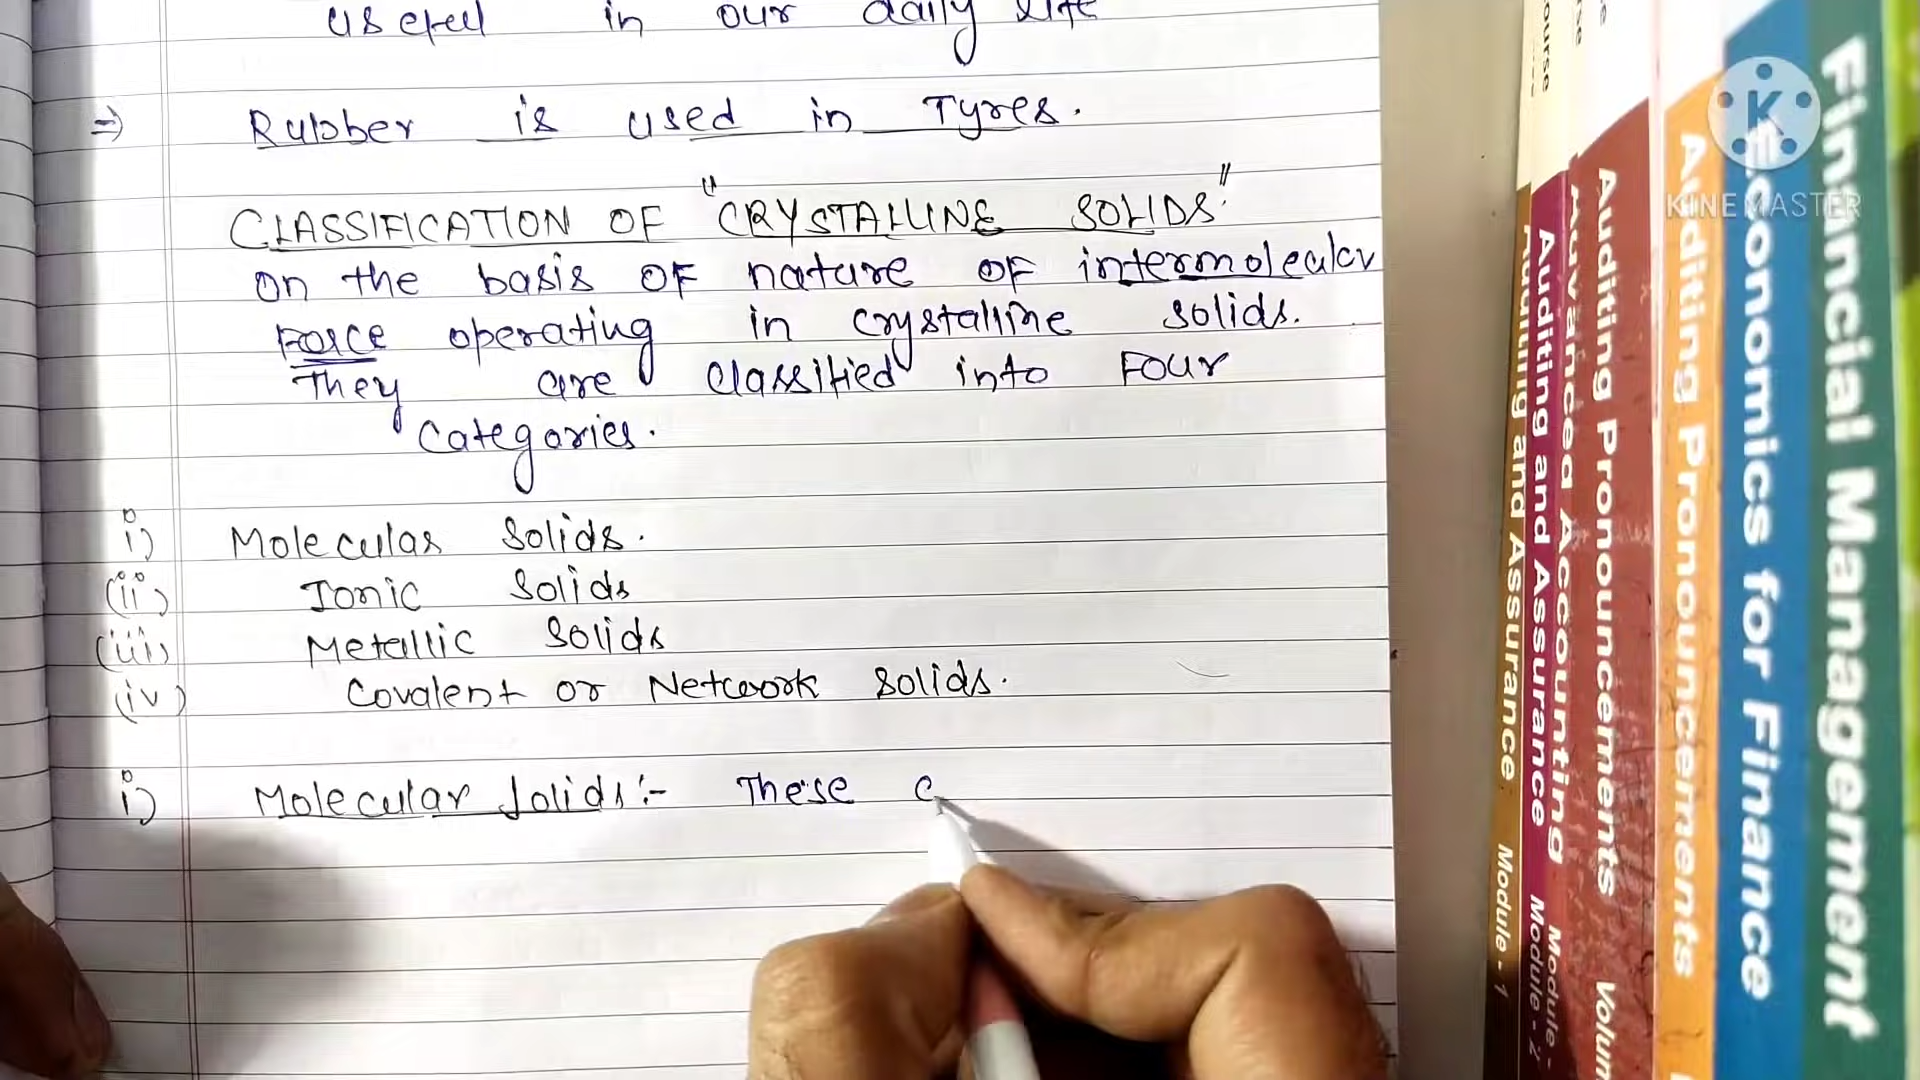 useful in our daily life
=) Rubber is used in Tyres.
CLASSIFICATION OF "CRYSTALLINE SOLIDS."
On the basis OF nature OF intermolecular
FORCE operating in crystalline solids.
They are classified into FOUR
Categories.
i) Molecular Solids.
(ii) Ionic Solids
(iii) Metallic Solids
(iv) Covalent or Network Solids.
i) Molecular Solids:- These
ourse
Auditing and Assurance Module - 1
Auditing and Assurance Module - 2
Advanced Accounting Module -
Auditing Pronouncements Volum
Auditing Pronouncements
Economics for Finance
Financial Management
K
KINEMASTER